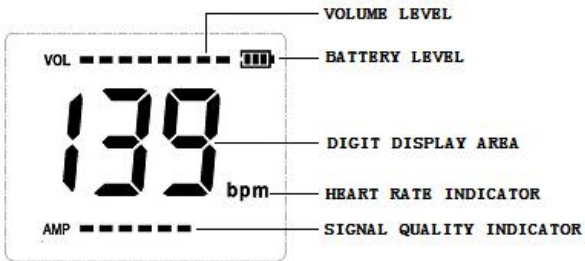 VOLUME LEVEL
VOL
BATTERY LEVEL
139
DIGIT DISPLAY AREA
bpm
HEART RATE INDICATOR
AMP
SIGNAL QUALITY INDICATOR